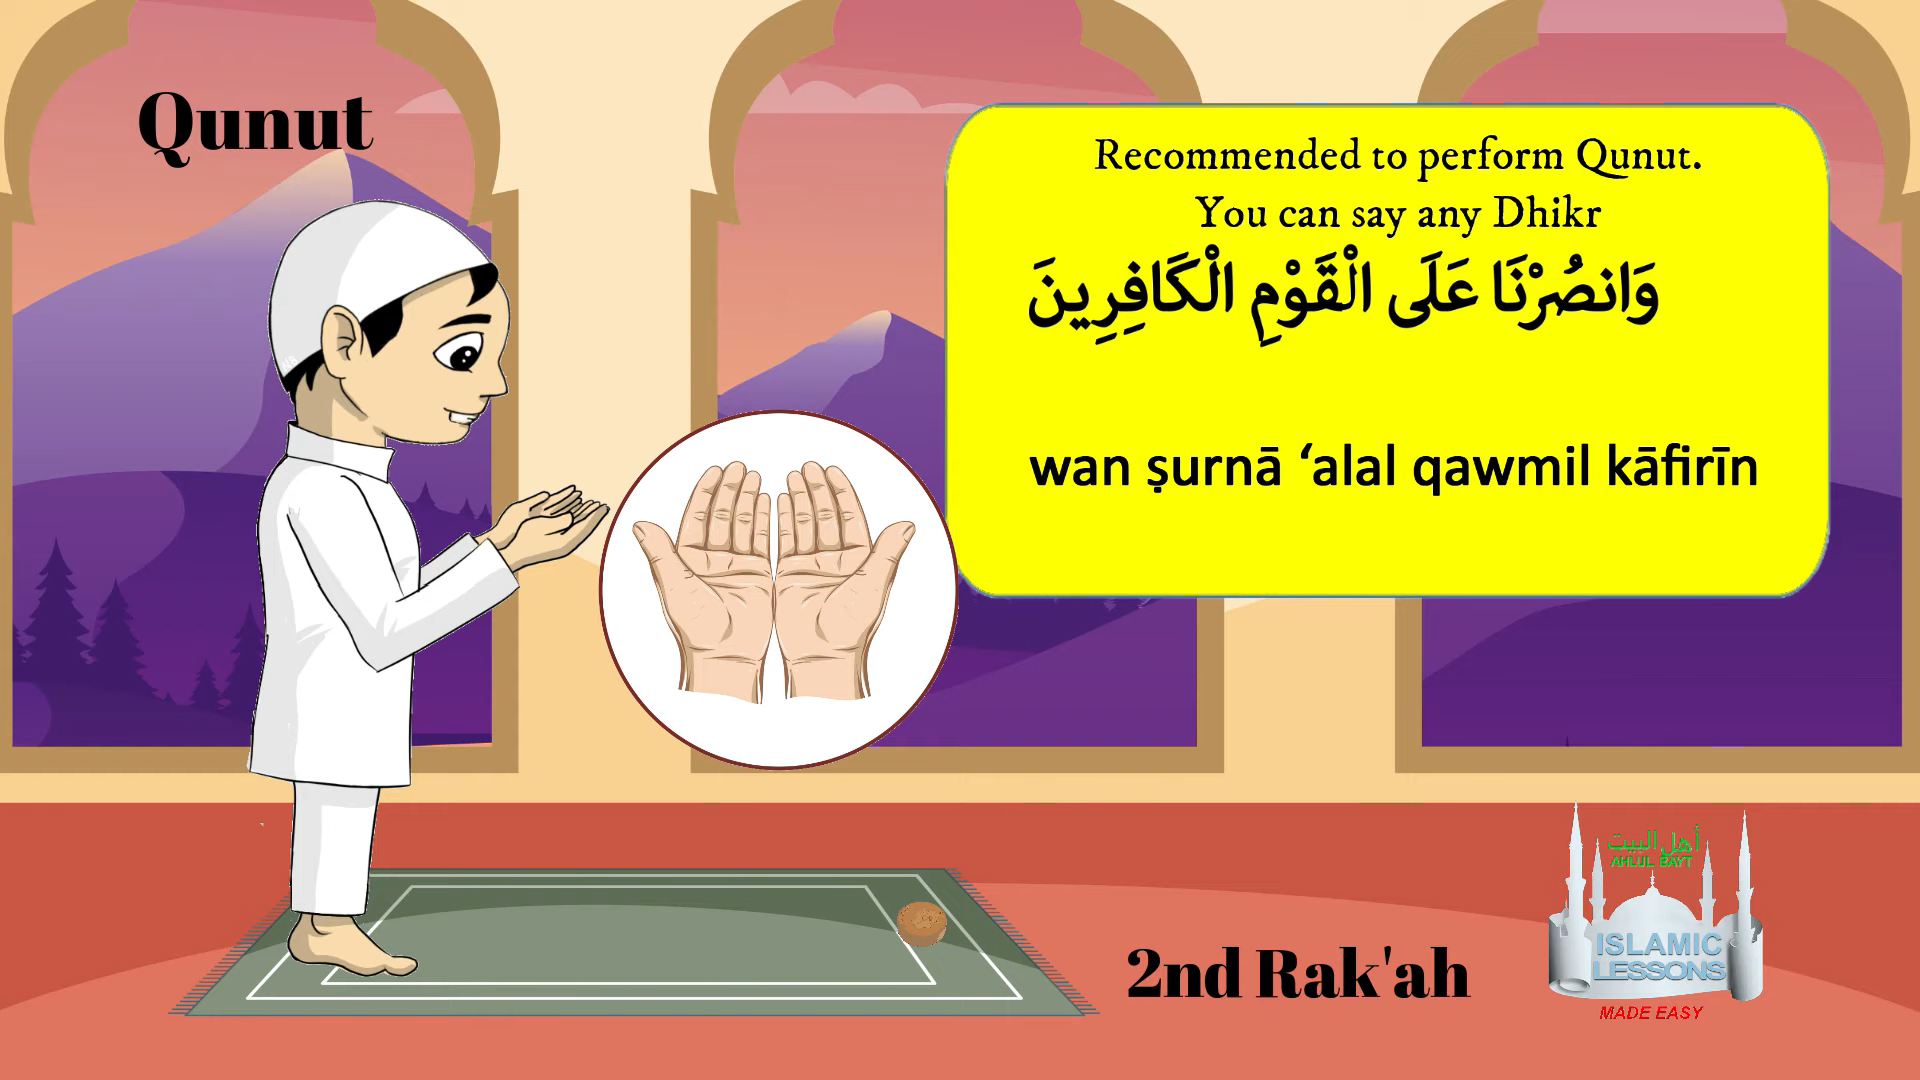 Qunut
Recommended to perform Qunut.
You can say any Dhikr
وَانصُرْنَا عَلَى الْقَوْمِ الْكَافِرِينَ
wan ṣurnā ‘alal qawmil kāfirīn
2nd Rak'ah
أهل البيت
AHLUL BAYT
ISLAMIC
LESSONS
MADE EASY